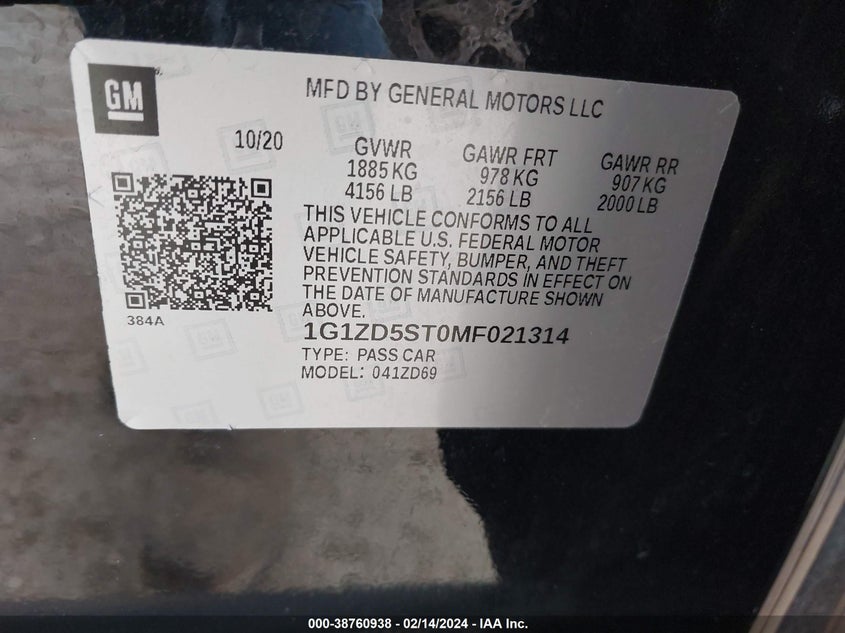 GM
MFD BY GENERAL MOTORS LLC
10/20
GVWR
1885 KG
4156 LB
GAWR FRT
978 KG
2156 LB
GAWR RR
907 KG
2000 LB
THIS VEHICLE CONFORMS TO ALL
APPLICABLE U.S. FEDERAL MOTOR
VEHICLE SAFETY, BUMPER, AND THEFT
PREVENTION STANDARDS IN EFFECT ON
THE DATE OF MANUFACTURE SHOWN
ABOVE.
384A
1G1ZD5ST0MF021314
TYPE: PASS CAR
MODEL: 041ZD69
000-38760938 - 02/14/2024 - IAA Inc.